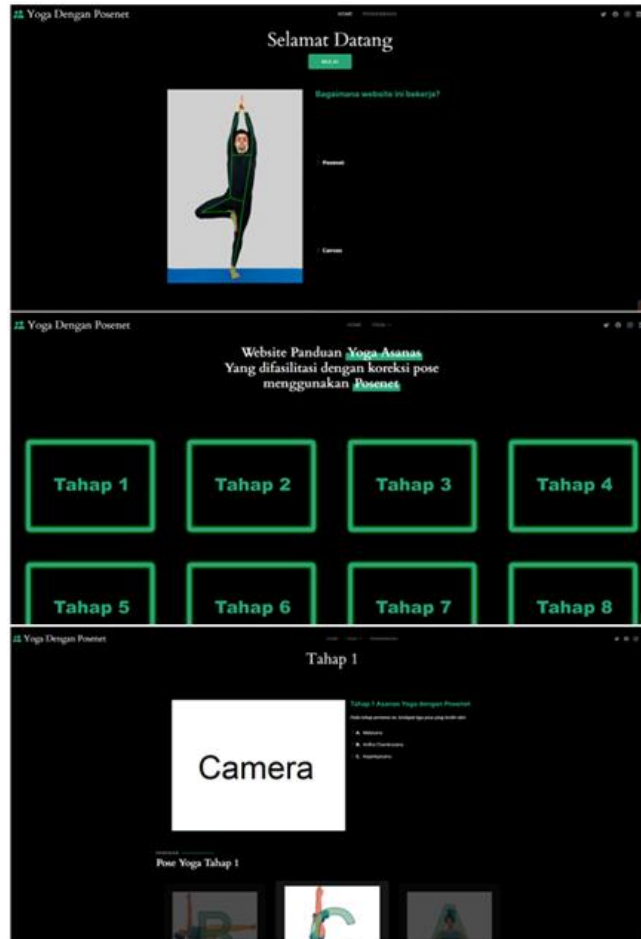 Yoga Dengan Posenet
HOME
Selamat Datang
MULAI
Bagaimana website ini bekerja?
Posenet
Canvas
Yoga Dengan Posenet
HOME YOGA
Website Panduan Yoga Asanas
Yang difasilitasi dengan koreksi pose
menggunakan Posenet
Tahap 1 Tahap 2 Tahap 3 Tahap 4
Tahap 5 Tahap 6 Tahap 7 Tahap 8
Yoga Dengan Posenet
Tahap 1
Camera
Tahap 1 Asanas Yoga dengan Posenet
A.
B.
C.
Pose Yoga Tahap 1
B C A